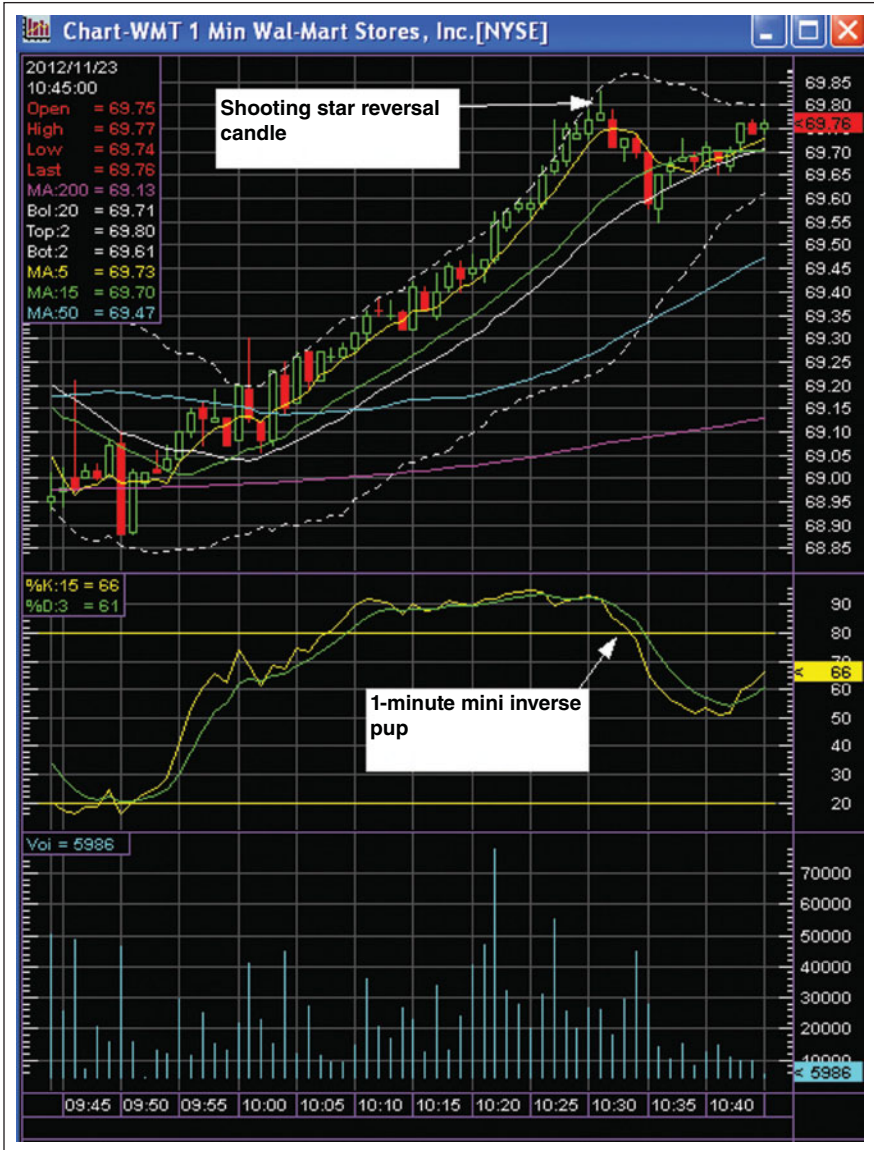 Chart-WMT 1 Min Wal-Mart Stores, Inc.[NYSE]
2012/11/23
10:45:00
Open = 69.75
High = 69.77
Low = 69.74
Last = 69.76
MA:200 = 69.13
Bol:20 = 69.71
Top:2 = 69.80
Bot:2 = 69.61
MA:5 = 69.73
MA:15 = 69.70
MA:50 = 69.47
Shooting star reversal
candle
69.85
69.80
<69.76
69.70
69.65
69.60
69.55
69.50
69.45
69.40
69.35
69.30
69.25
69.20
69.15
69.10
69.05
69.00
68.95
68.90
68.85
%K:15 = 66
%D:3 = 61
1-minute mini inverse
pup
90
80
70
< 66
60
50
40
30
20
Vol = 5986
70000
60000
50000
40000
30000
20000
10000
< 5986
09:45 09:50 09:55 10:00 10:05 10:10 10:15 10:20 10:25 10:30 10:35 10:40